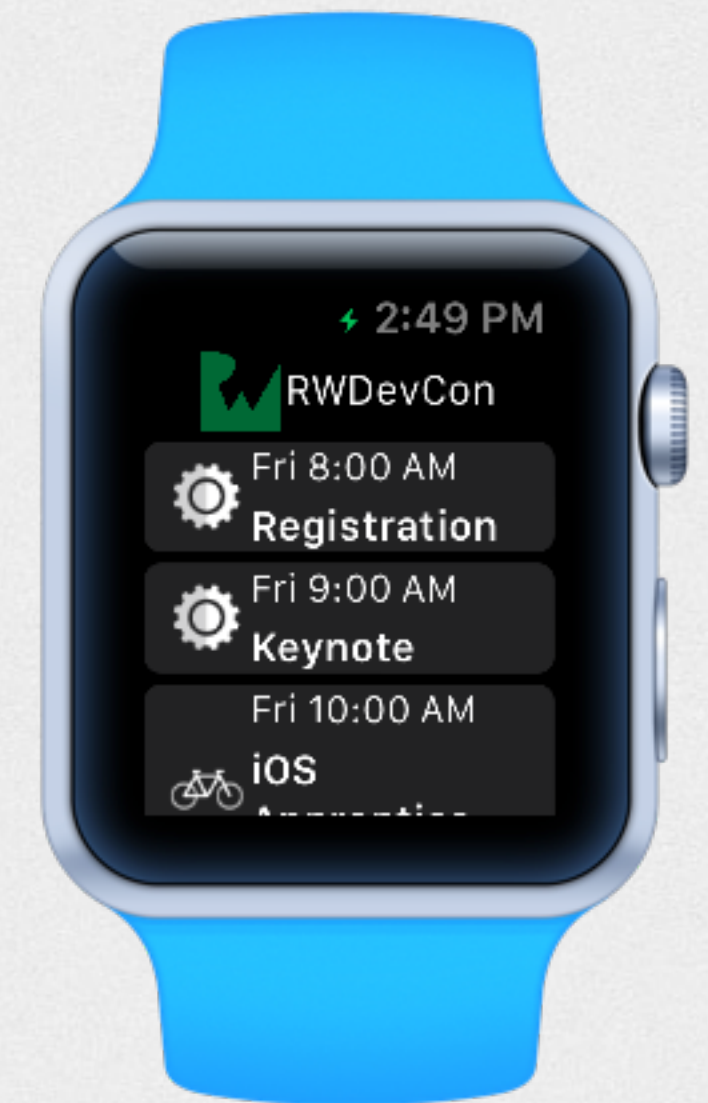 2:49 PM
RWDevCon
Fri 8:00 AM
Registration
Fri 9:00 AM
Keynote
Fri 10:00 AM
iOS